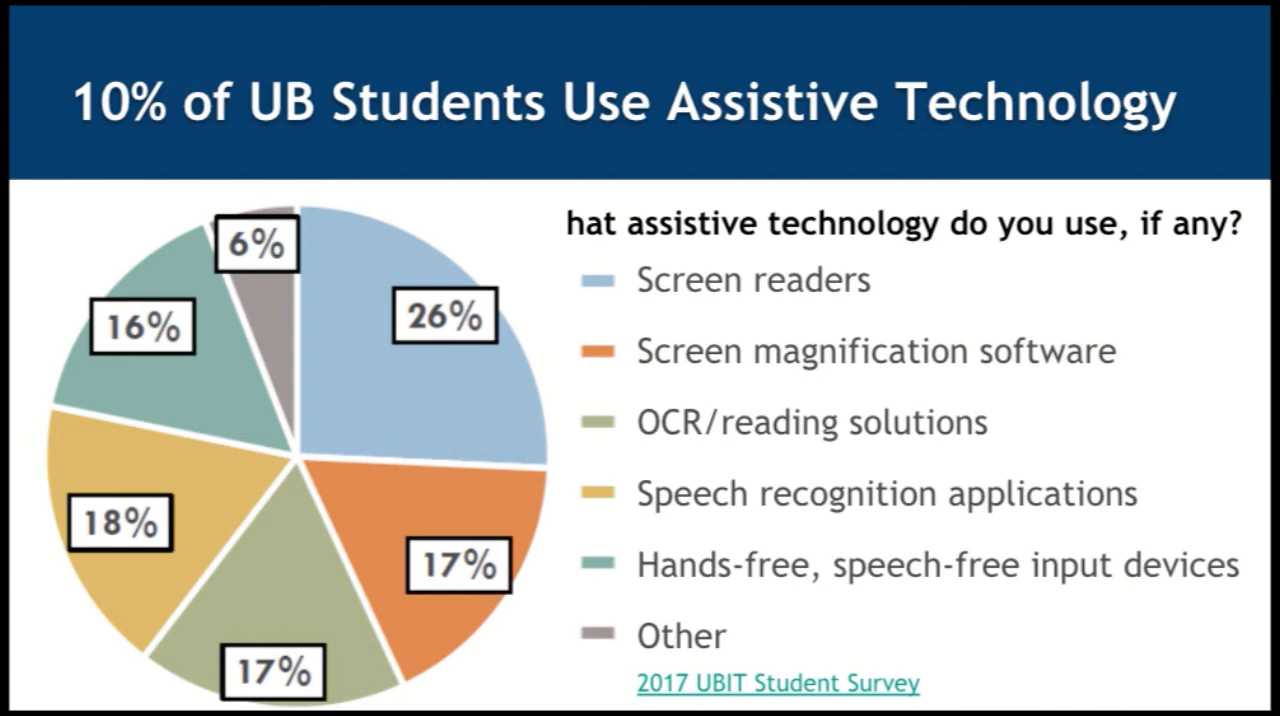 10% of UB Students Use Assistive Technology
hat assistive technology do you use, if any?
6%
26%
16%
18%
17%
17%
Screen readers
Screen magnification software
OCR/reading solutions
Speech recognition applications
Hands-free, speech-free input devices
Other
2017 UBIT Student Survey